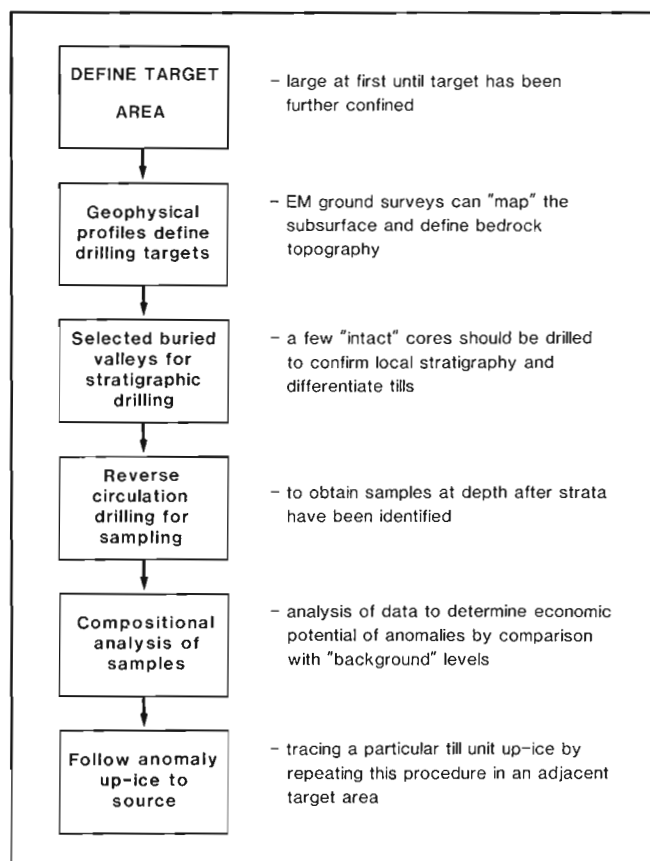 DEFINE TARGET
AREA
- large at first until target has been
further confined
Geophysical
profiles define
drilling targets
- EM ground surveys can "map" the
subsurface and define bedrock
topography
Selected buried
valleys for
stratigraphic
drilling
- a few "intact" cores should be drilled
to confirm local stratigraphy and
differentiate tills
Reverse
circulation
drilling for
sampling
- to obtain samples at depth after strata
have been identified
Compositional
analysis of
samples
- analysis of data to determine economic
potential of anomalies by comparison
with "background" levels
Follow anomaly
up-ice to
source
- tracing a particular till unit up-ice by
repeating this procedure in an adjacent
target area